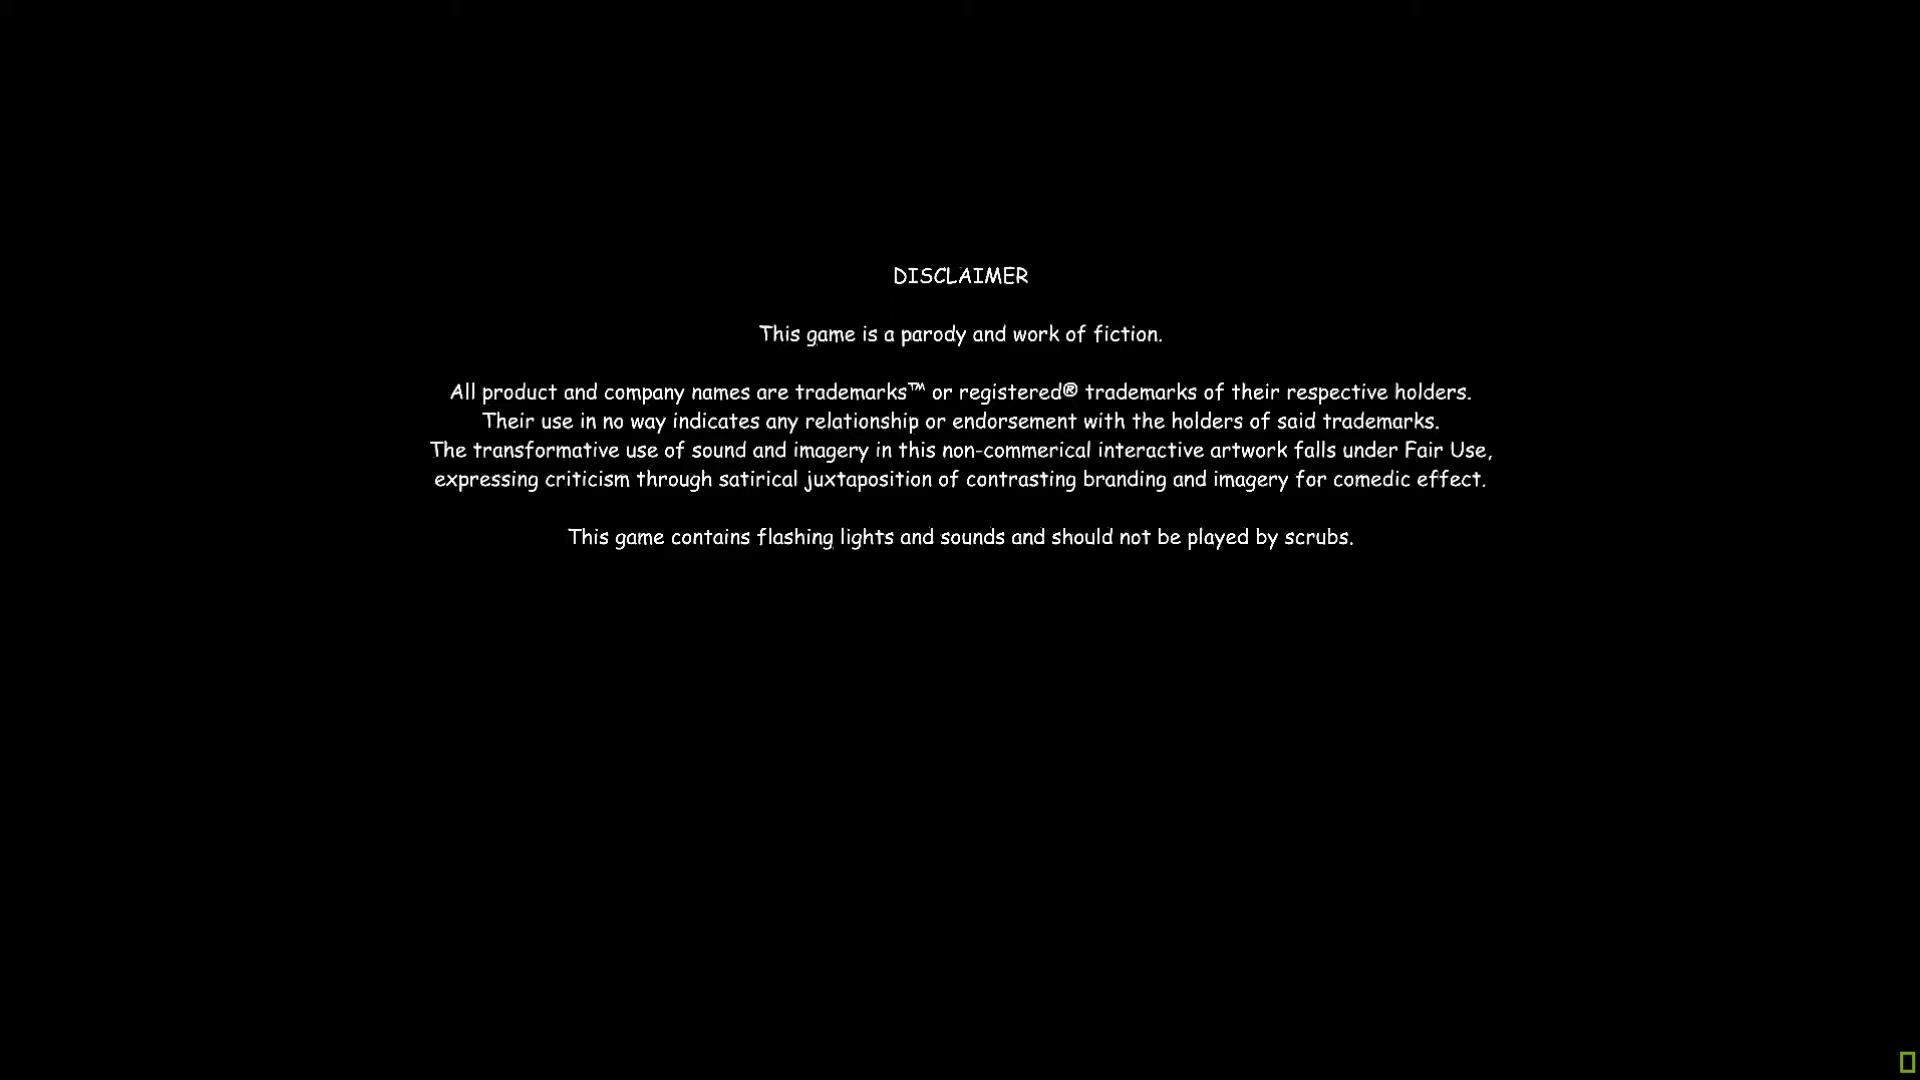 DISCLAIMER
This game is a parody and work of fiction.
All product and company names are trademarks™ or registered® trademarks of their respective holders.
Their use in no way indicates any relationship or endorsement with the holders of said trademarks.
The transformative use of sound and imagery in this non-commerical interactive artwork falls under Fair Use,
expressing criticism through satirical juxtaposition of contrasting branding and imagery for comedic effect.
This game contains flashing lights and sounds and should not be played by scrubs.